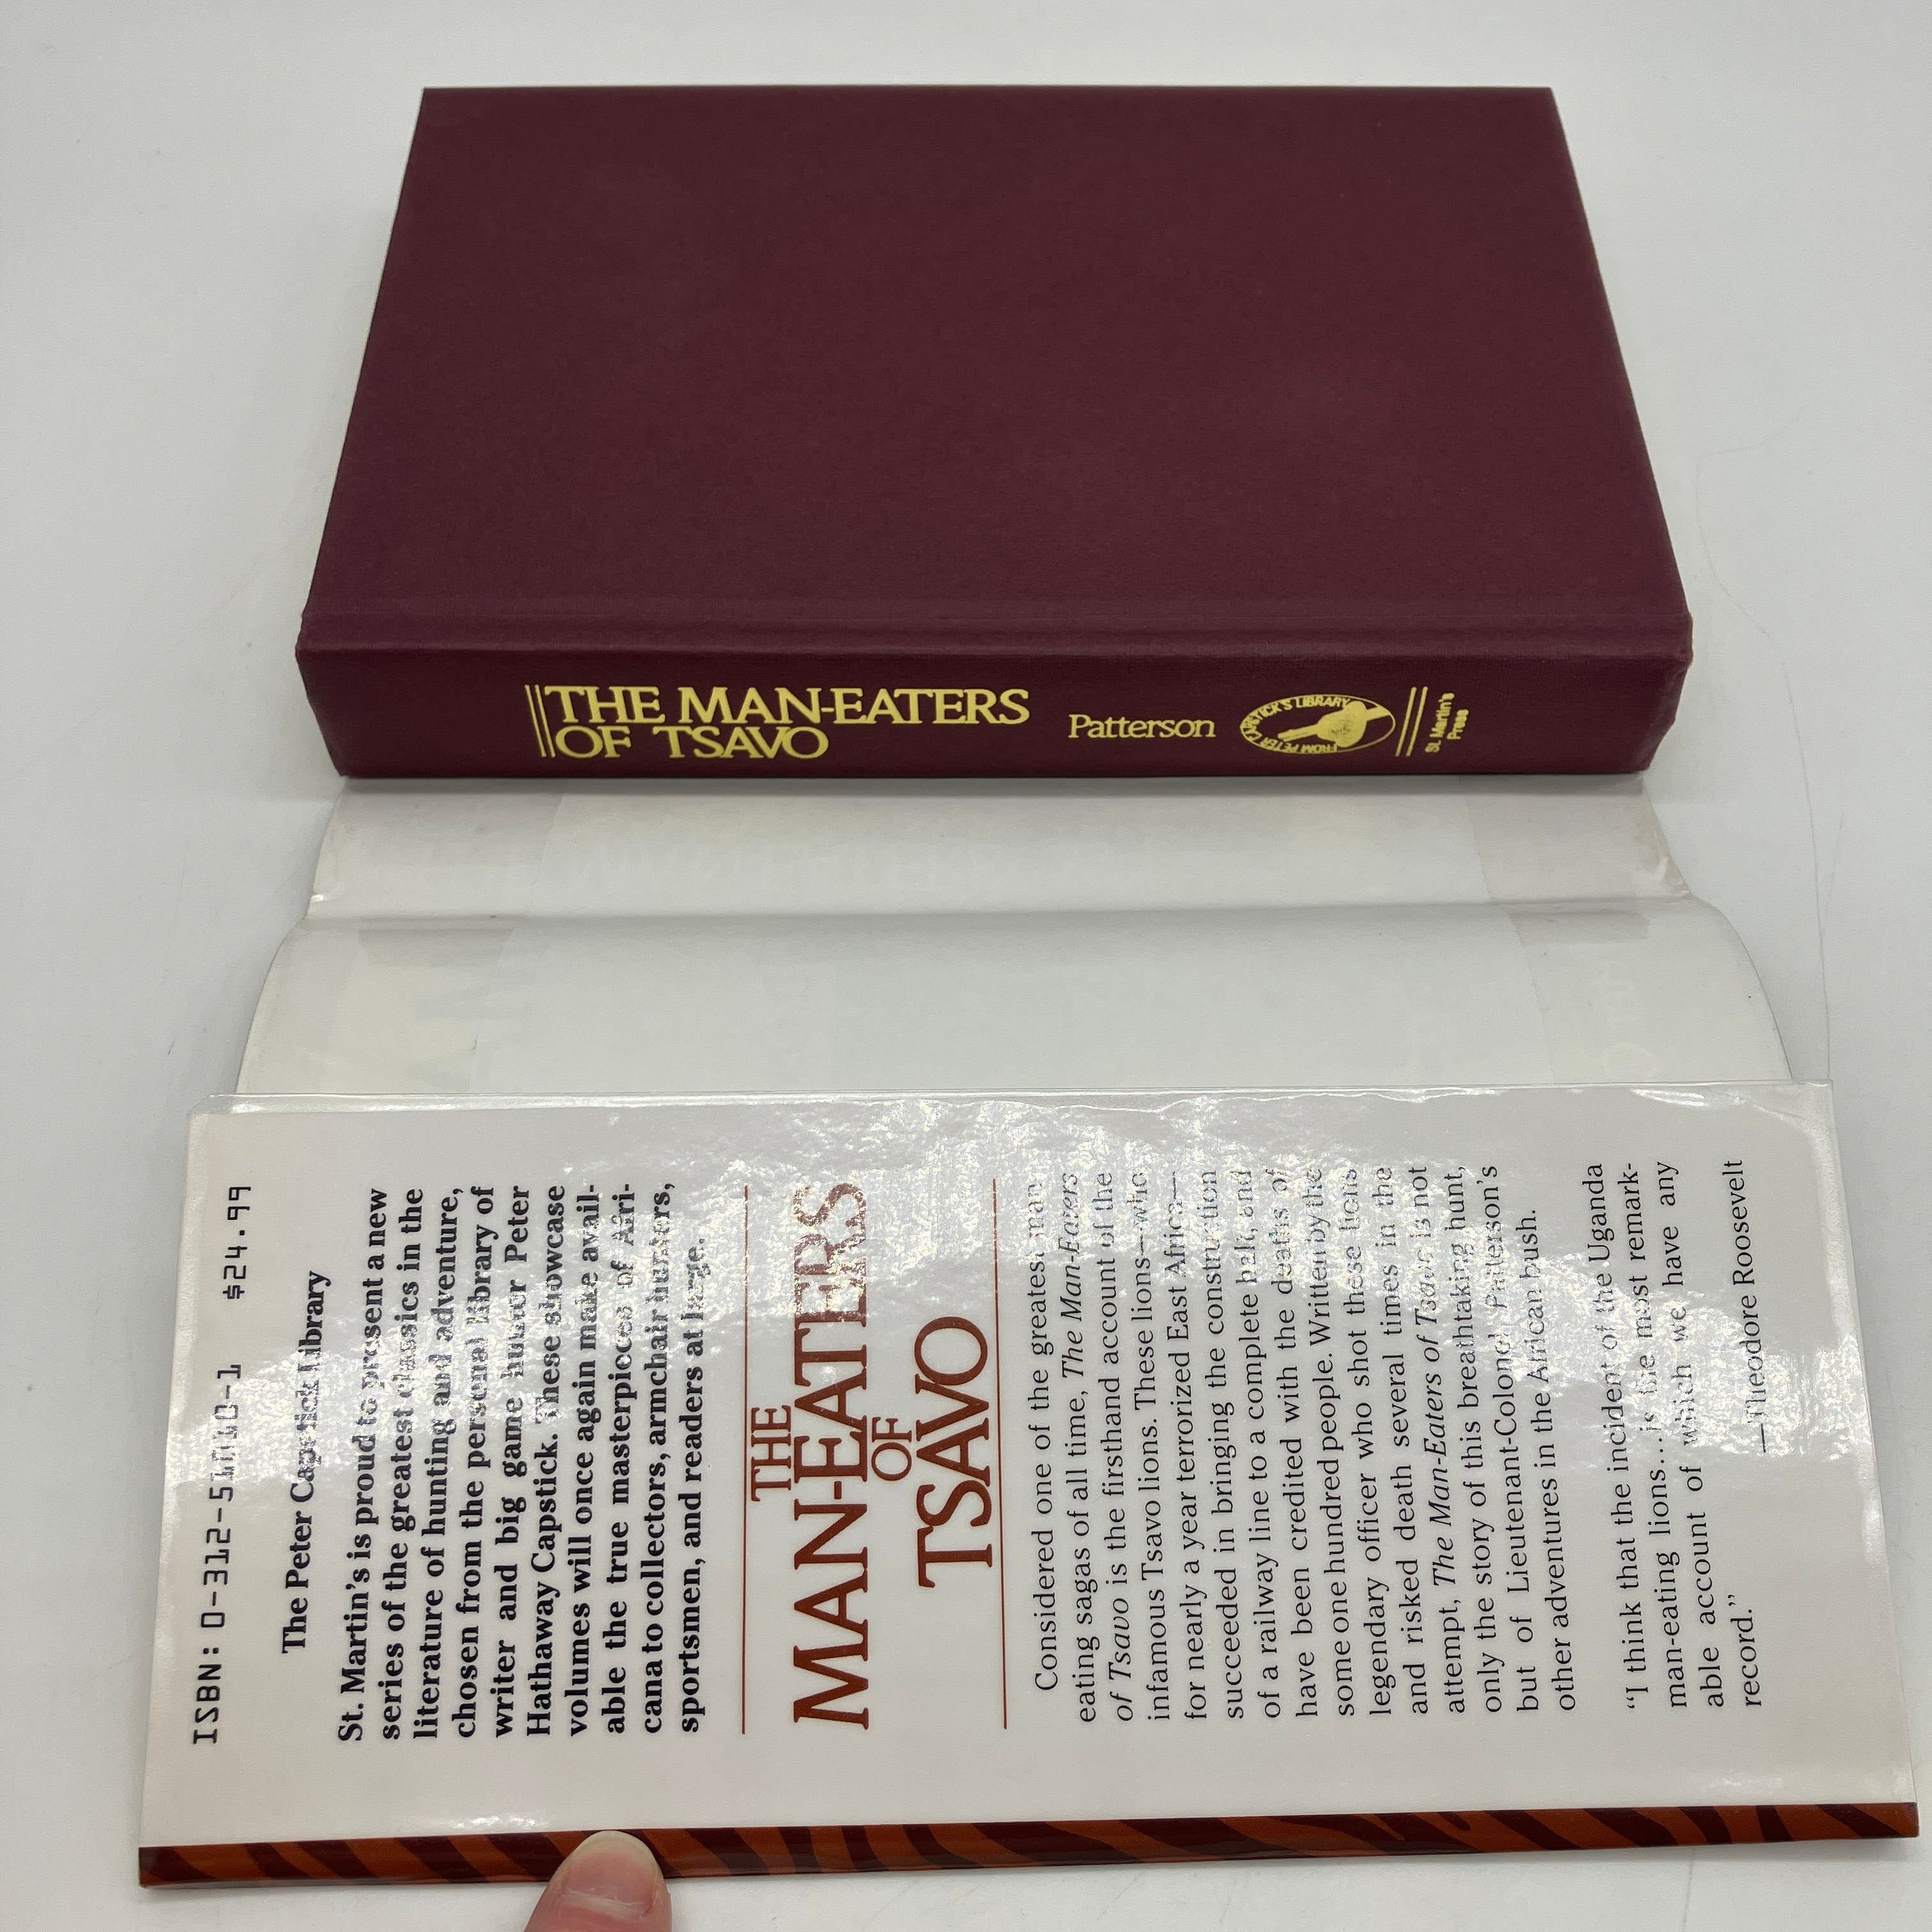 THE MAN-EATERS
OF TSAVO
Patterson
FROM PETER CAPSTICK'S LIBRARY
St. Martin's
Press
ISBN: 0-312-51010-1 $24.99
The Peter Capstick Library
St. Martin's is proud to present a new
series of the greatest classics in the
literature of hunting and adventure,
chosen from the personal library of
writer and big game hunter Peter
Hathaway Capstick. These showcase
volumes will once again make avail-
able the true masterpieces of Afri-
cana to collectors, armchair hunters,
sportsmen, and readers at large.
THE
MAN-EATERS
OF
TSAVO
Considered one of the greatest man-
eating sagas of all time, The Man-Eaters
of Tsavo is the firsthand account of the
infamous Tsavo lions. These lions—who
for nearly a year terrorized East Africa—
succeeded in bringing the construction
of a railway line to a complete halt, and
have been credited with the deaths of
some one hundred people. Written by the
legendary officer who shot these lions
and risked death several times in the
attempt, The Man-Eaters of Tsavo is not
only the story of this breathtaking hunt,
but of Lieutenant-Colonel Patterson's
other adventures in the African bush.
"I think that the incident of the Uganda
man-eating lions...is the most remark-
able account of which we have any
record."
—Theodore Roosevelt